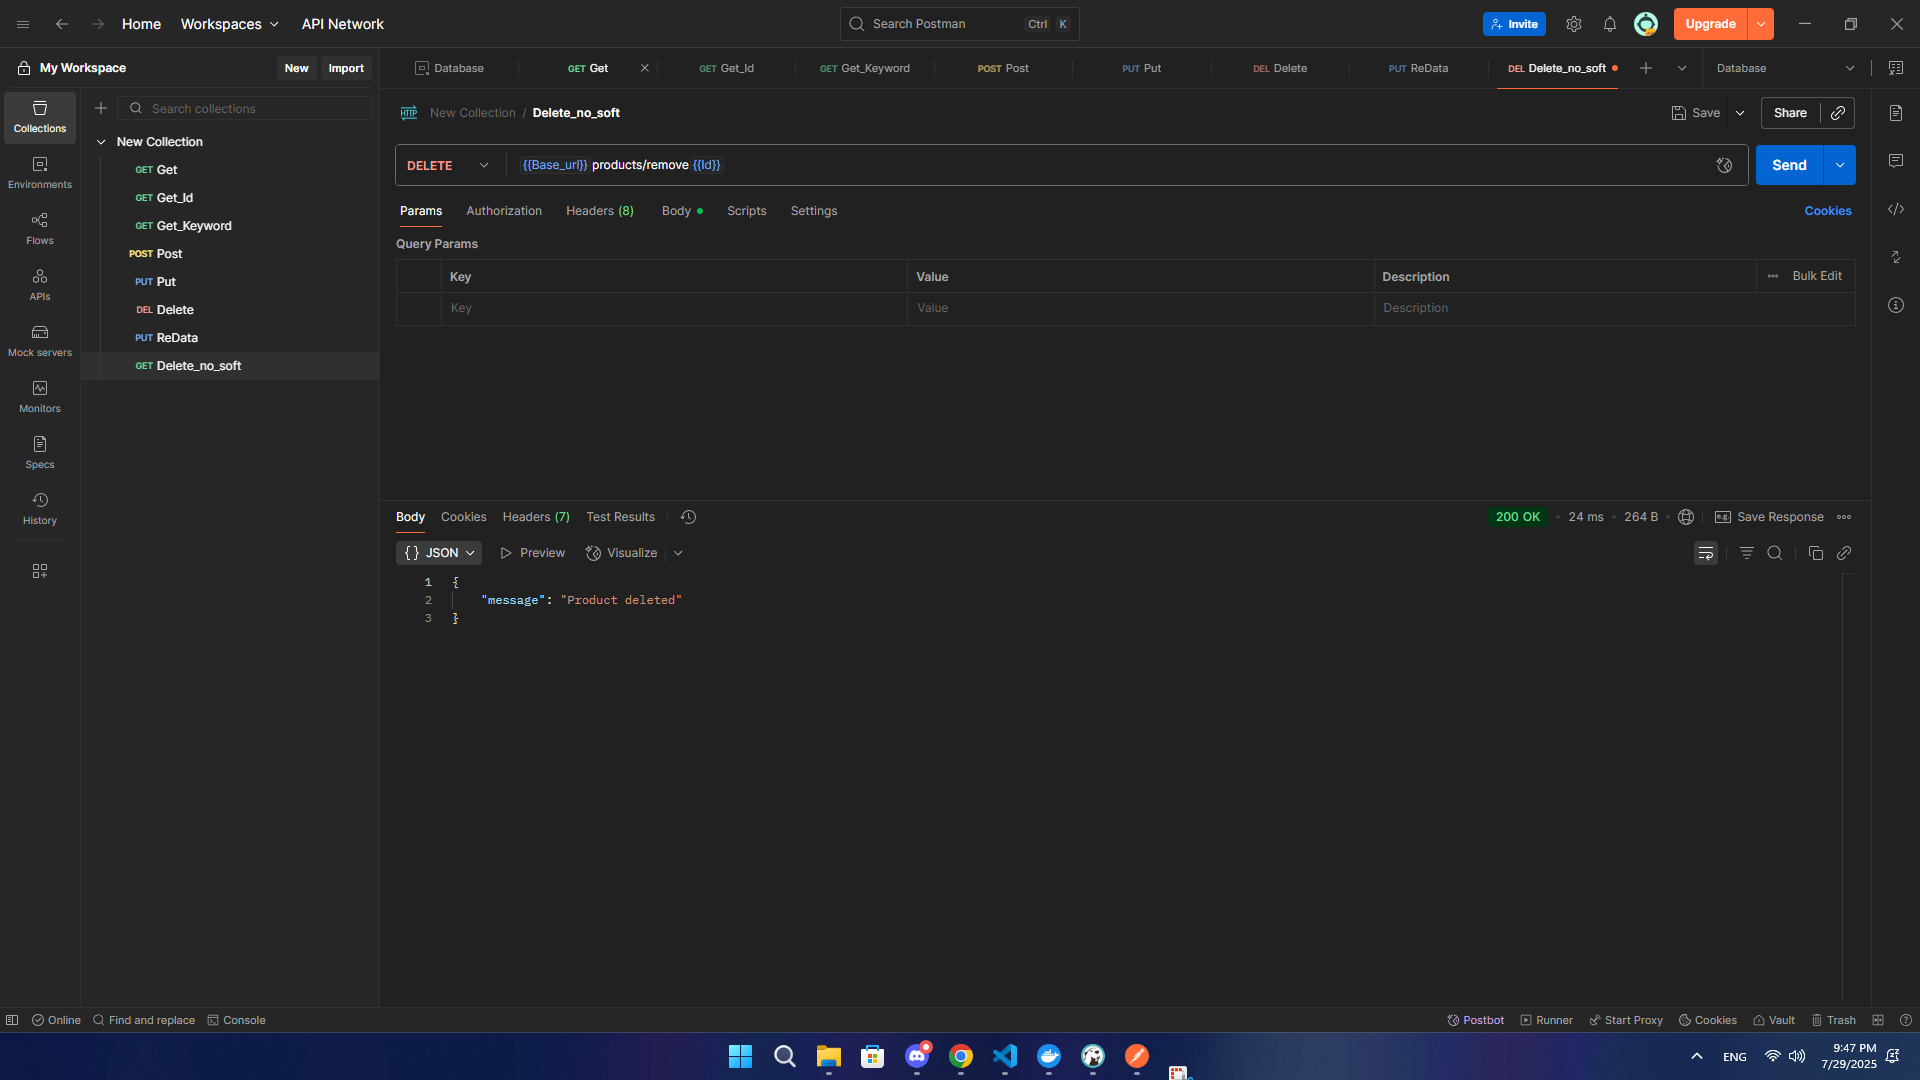 Home
Workspaces
API Network
Search Postman
Ctrl
K
Invite
Upgrade
My Workspace
New
Import
Database
GET Get
GET Get_Id
GET Get_Keyword
POST Post
PUT Put
DEL Delete
PUT ReData
DEL Delete_no_soft
Database
Collections
Environments
Flows
APIs
Mock servers
Monitors
Specs
History
Search collections
New Collection
GET Get
GET Get_Id
GET Get_Keyword
POST Post
PUT Put
DEL Delete
PUT ReData
GET Delete_no_soft
HTTP
New Collection / Delete_no_soft
Save
Share
DELETE
{{Base_url}} products/remove {{Id}}
Send
Params
Authorization
Headers (8)
Body
Scripts
Settings
Cookies
Query Params
Key
Value
Description
Bulk Edit
Key
Value
Description
Body
Cookies
Headers (7)
Test Results
200 OK
24 ms
264 B
e.g.
Save Response
{} JSON
Preview
Visualize
1 {
2 "message": "Product deleted"
3 }
Online
Find and replace
Console
Postbot
Runner
Start Proxy
Cookies
Vault
Trash
ENG
9:47 PM
7/29/2025